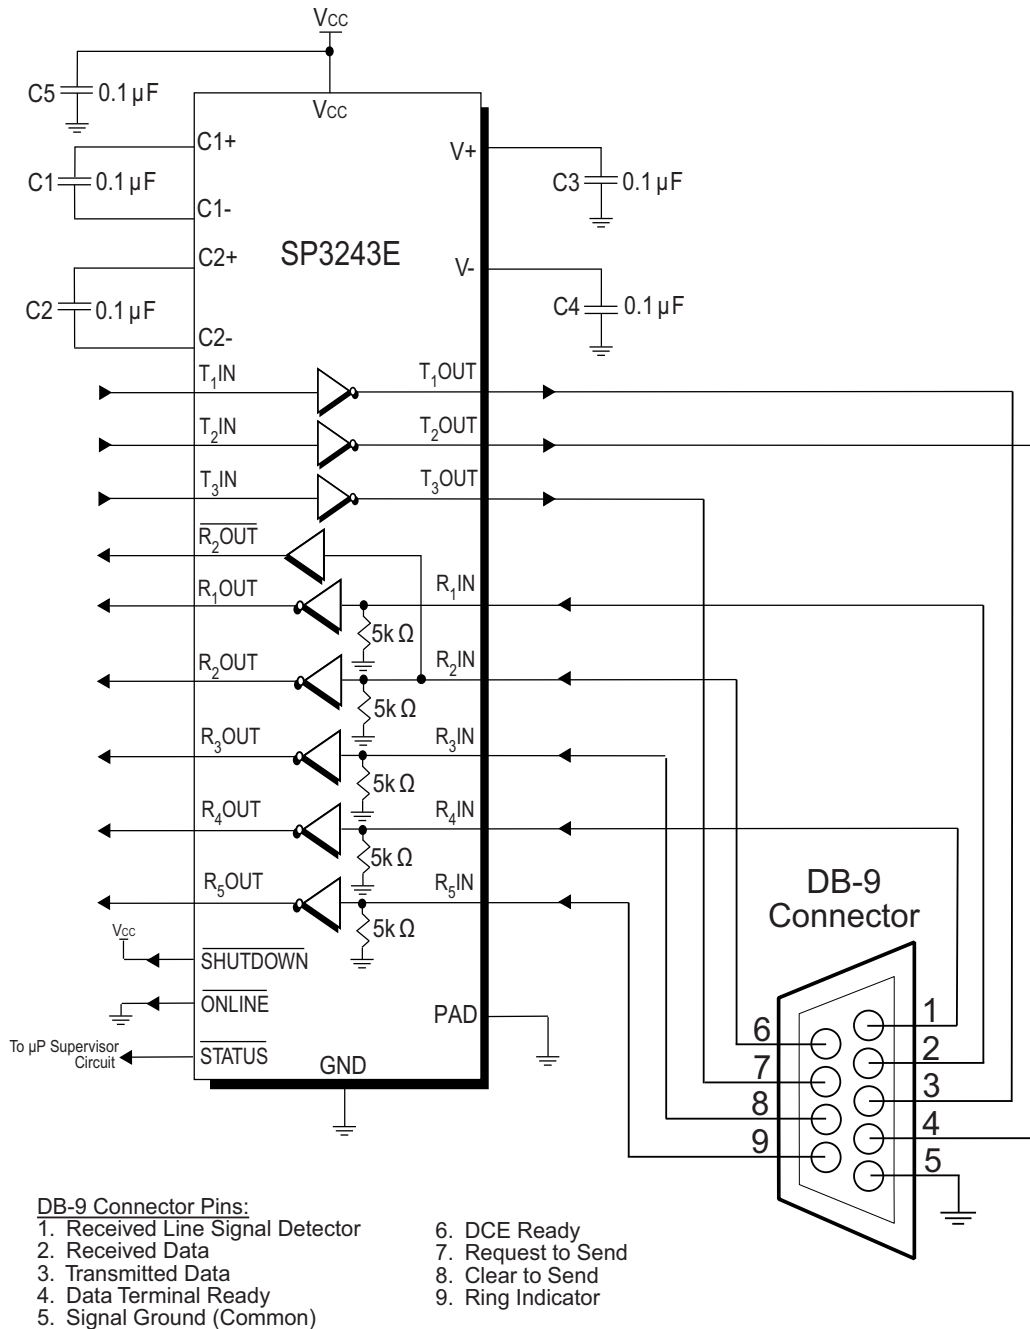 VCC
C5 0.1 µF
VCC
C1+
V+
C1 0.1 µF
C3 0.1 µF
C1-
SP3243E
C2+
V-
C2 0.1 µF
C4 0.1 µF
C2-
T1IN
T1OUT
T2IN
T2OUT
T3IN
T3OUT
R2OUT
R1OUT
R1IN
5k Ω
R2OUT
R2IN
5k Ω
R3OUT
R3IN
5k Ω
R4OUT
R4IN
5k Ω
R5OUT
R5IN
5k Ω
DB-9
Connector
VCC
SHUTDOWN
ONLINE
PAD
To µP Supervisor
Circuit
STATUS
GND
1
6
2
7
3
8
4
9
5
DB-9 Connector Pins:
1. Received Line Signal Detector
2. Received Data
3. Transmitted Data
4. Data Terminal Ready
5. Signal Ground (Common)
6. DCE Ready
7. Request to Send
8. Clear to Send
9. Ring Indicator